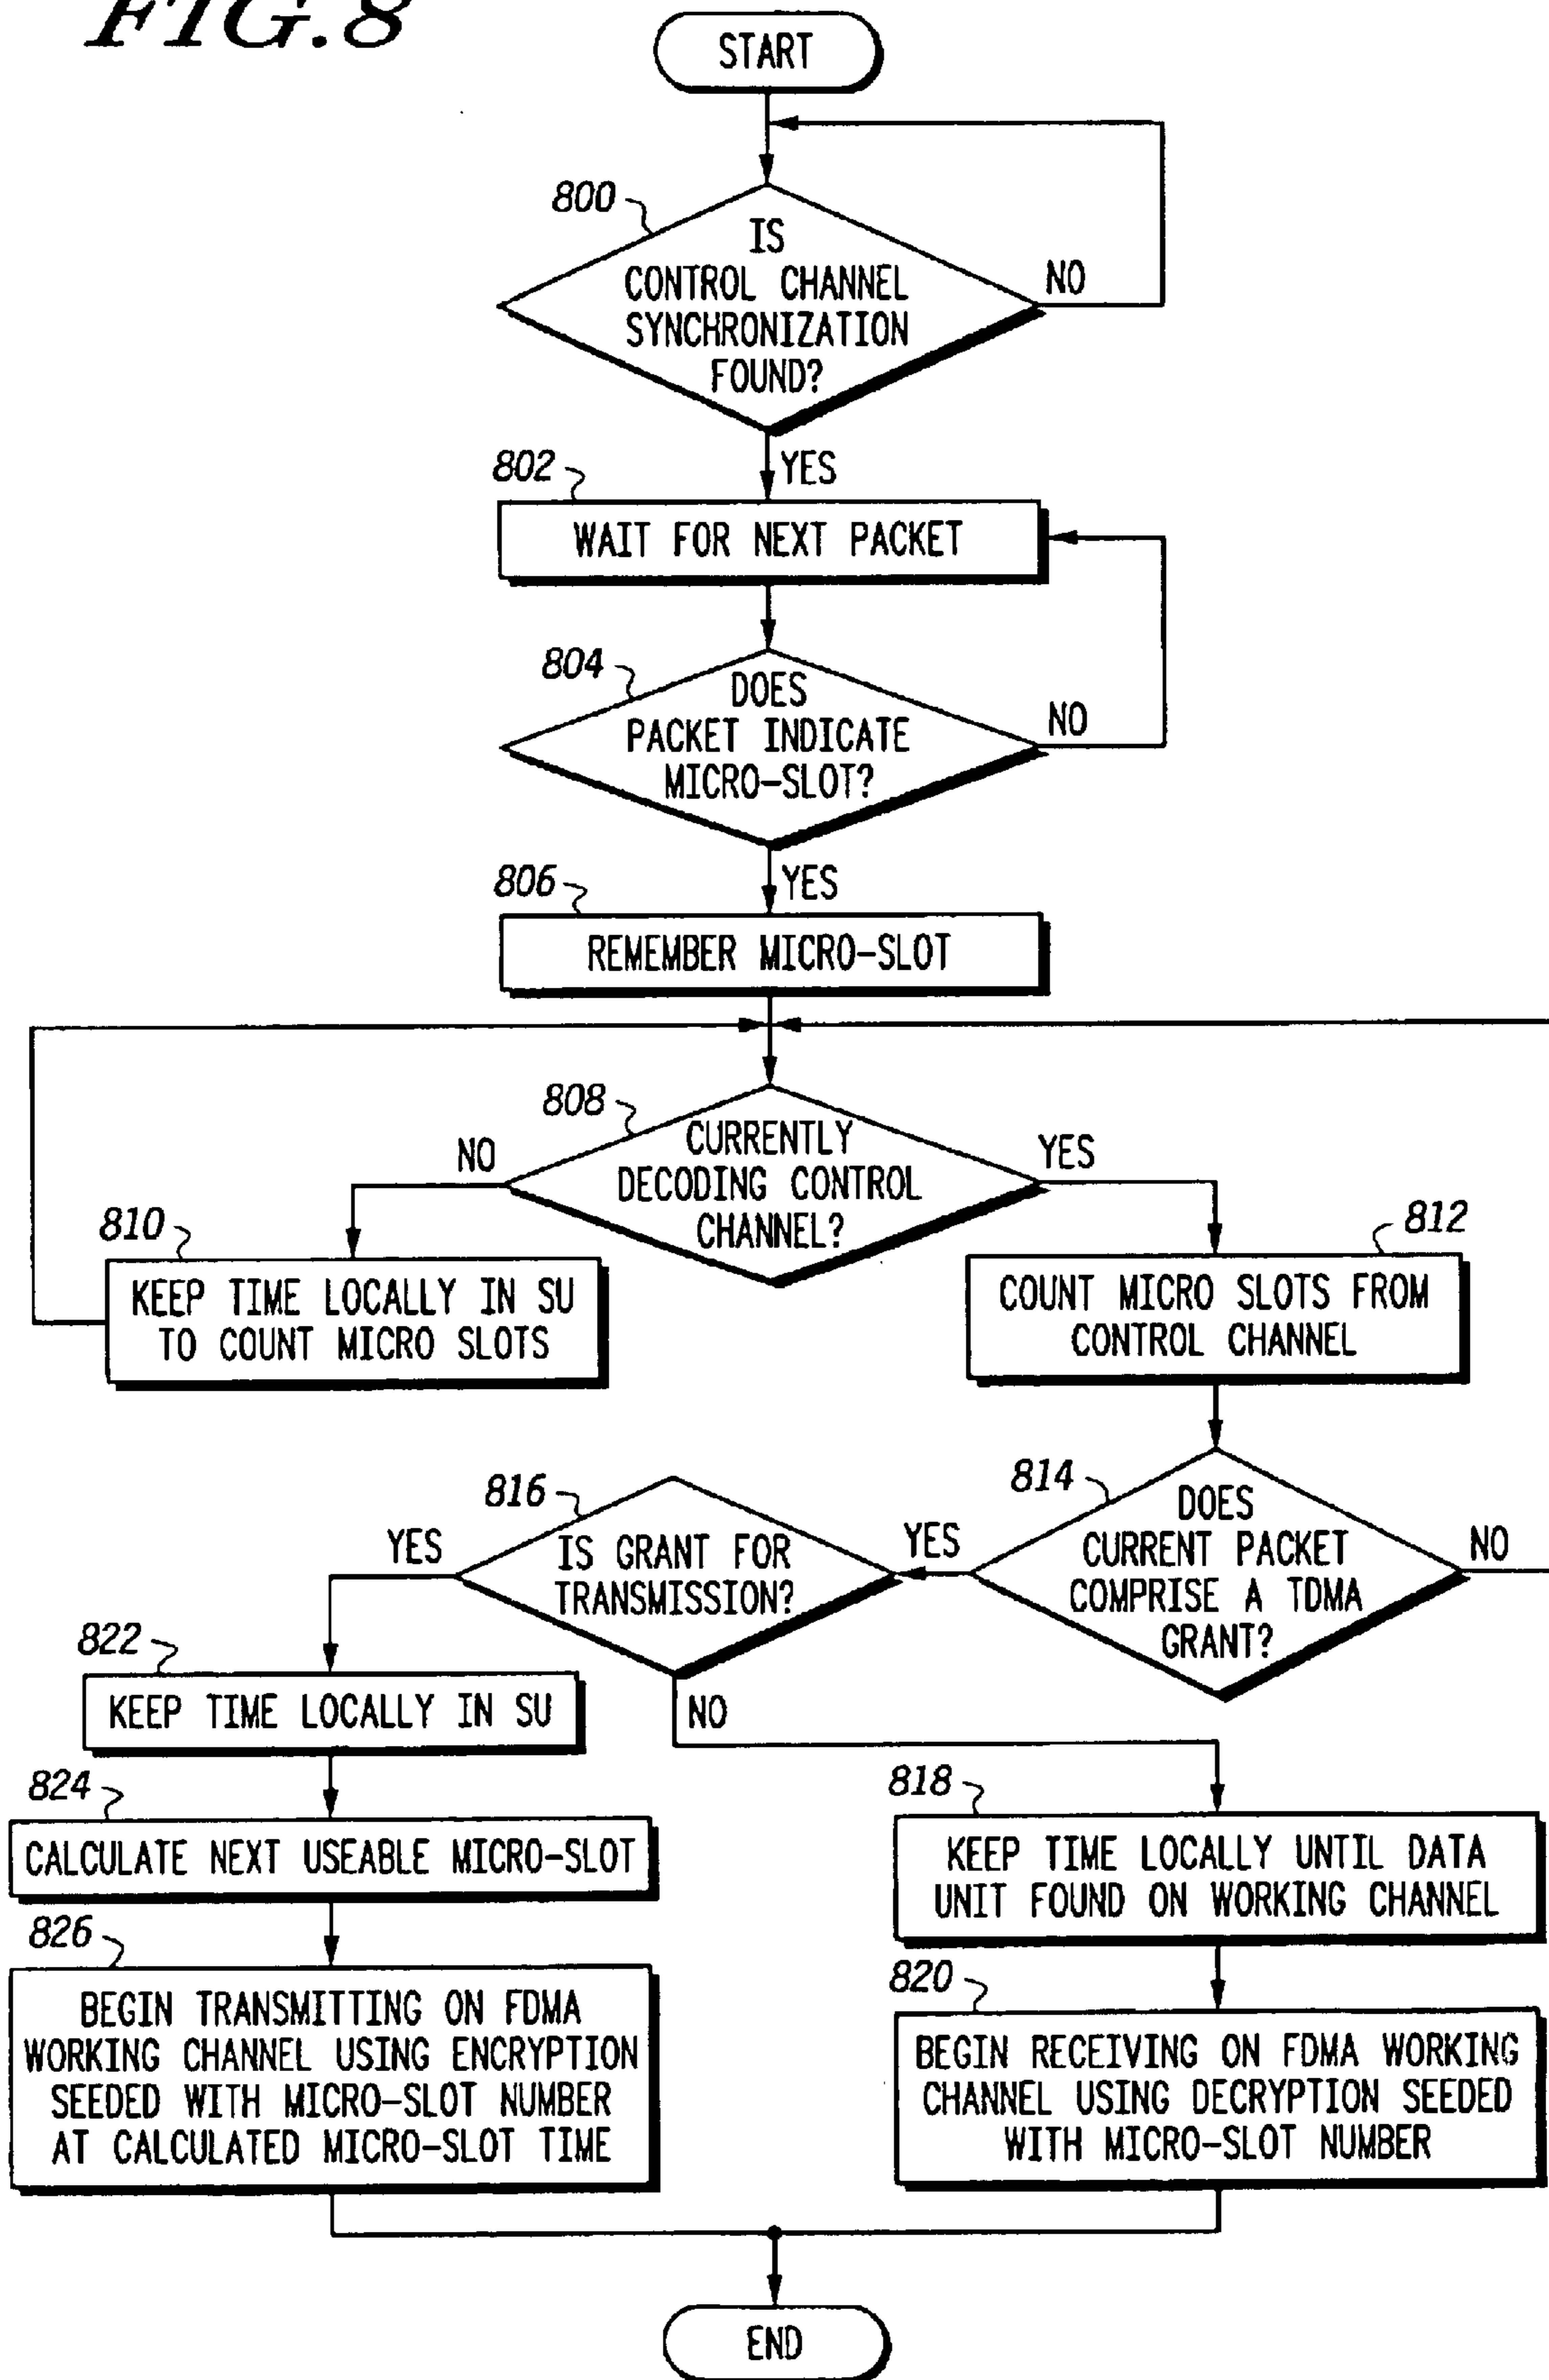 FIG. 8
START
800
IS
CONTROL CHANNEL
SYNCHRONIZATION
FOUND?
NO
YES
802
WAIT FOR NEXT PACKET
804
DOES
PACKET INDICATE
MICRO-SLOT?
NO
YES
806
REMEMBER MICRO-SLOT
808
CURRENTLY
DECODING CONTROL
CHANNEL?
NO
YES
810
KEEP TIME LOCALLY IN SU
TO COUNT MICRO SLOTS
812
COUNT MICRO SLOTS FROM
CONTROL CHANNEL
814
DOES
CURRENT PACKET
COMPRISE A TDMA
GRANT?
NO
YES
816
IS GRANT FOR
TRANSMISSION?
YES
NO
822
KEEP TIME LOCALLY IN SU
824
CALCULATE NEXT USEABLE MICRO-SLOT
826
BEGIN TRANSMITTING ON FDMA
WORKING CHANNEL USING ENCRYPTION
SEEDED WITH MICRO-SLOT NUMBER
AT CALCULATED MICRO-SLOT TIME
818
KEEP TIME LOCALLY UNTIL DATA
UNIT FOUND ON WORKING CHANNEL
820
BEGIN RECEIVING ON FDMA WORKING
CHANNEL USING DECRYPTION SEEDED
WITH MICRO-SLOT NUMBER
END